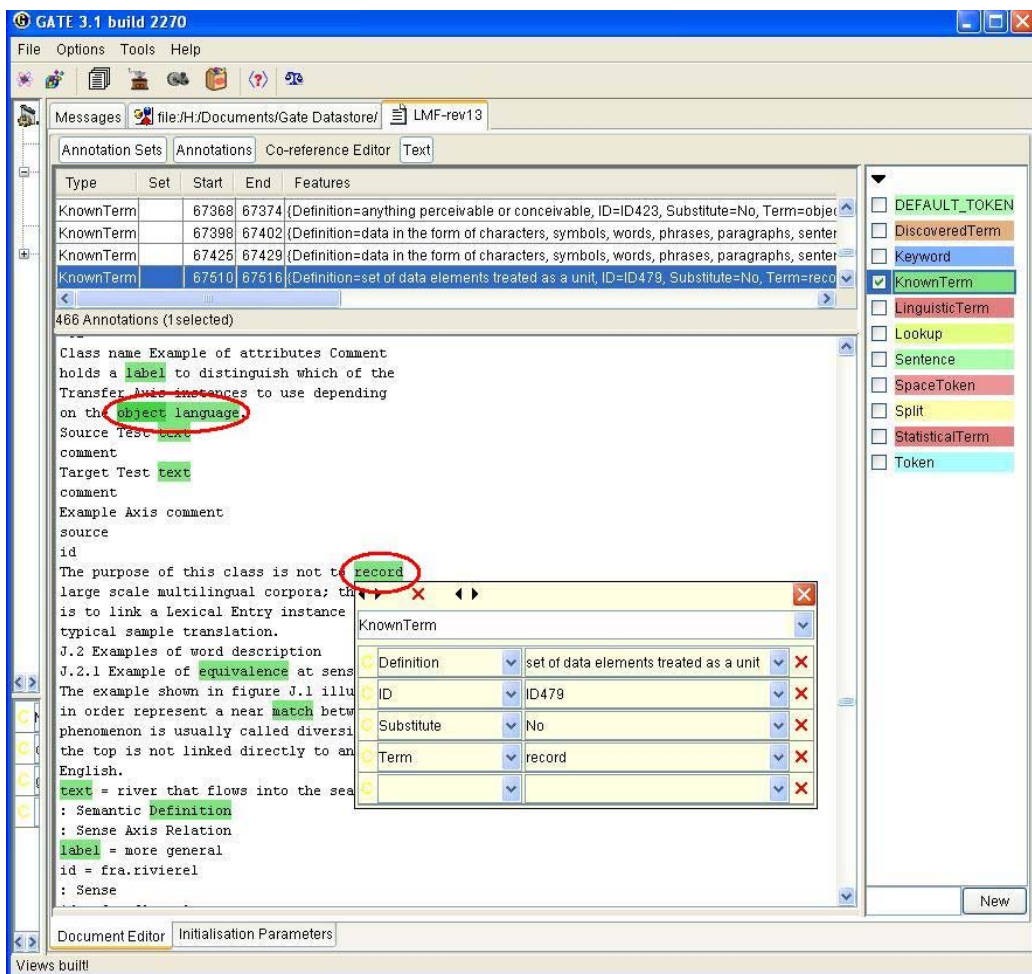 GATE 3.1 build 2270
File Options Tools Help
Messages file:/H:/Documents/Gate Datastore/ LMF-rev13
Annotation Sets Annotations Co-reference Editor Text
Type Set Start End Features
KnownTerm 67368 67374 {Definition=anything perceivable or conceivable, ID=ID423, Substitute=No, Term=objec
KnownTerm 67398 67402 {Definition=data in the form of characters, symbols, words, phrases, paragraphs, senter
KnownTerm 67425 67429 {Definition=data in the form of characters, symbols, words, phrases, paragraphs, senter
KnownTerm 67510 67516 {Definition=set of data elements treated as a unit, ID=ID479, Substitute=No, Term=reco
466 Annotations (1selected)
Class name Example of attributes Comment
holds a label to distinguish which of the
Transfer Axis instances to use depending
on the object language.
Source Test text
comment
Target Test text
comment
Example Axis comment
source
id
The purpose of this class is not to record
large scale multilingual corpora; th
is to link a Lexical Entry instance
typical sample translation.
J.2 Examples of word description
J.2.1 Example of equivalence at sens
The example shown in figure J.1 illu
in order represent a near match betw
phenomenon is usually called diversi
the top is not linked directly to an
English.
text = river that flows into the sea
: Semantic Definition
: Sense Axis Relation
label = more general
id = fra.riviere1
: Sense
KnownTerm
C Definition set of data elements treated as a unit
C ID ID479
C Substitute No
C Term record
C
DEFAULT_TOKEN
DiscoveredTerm
Keyword
KnownTerm
LinguisticTerm
Lookup
Sentence
SpaceToken
Split
StatisticalTerm
Token
New
Document Editor Initialisation Parameters
Views built!